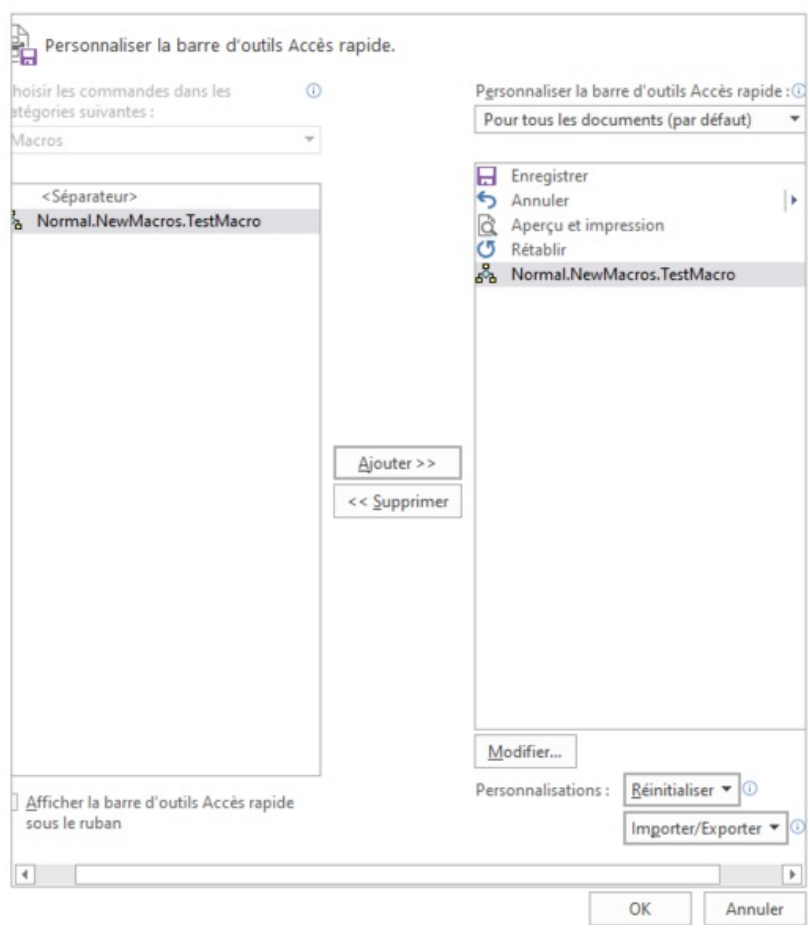 Personnaliser la barre d'outils Accès rapide.
hoisir les commandes dans les
atégories suivantes :
Macros
<Séparateur>
Normal.NewMacros.TestMacro
Ajouter >>
<< Supprimer
Afficher la barre d'outils Accès rapide
sous le ruban
Personnaliser la barre d'outils Accès rapide :
Pour tous les documents (par défaut)
Enregistrer
Annuler
Aperçu et impression
Rétablir
Normal.NewMacros.TestMacro
Modifier...
Personnalisations :
Réinitialiser
Importer/Exporter
OK
Annuler